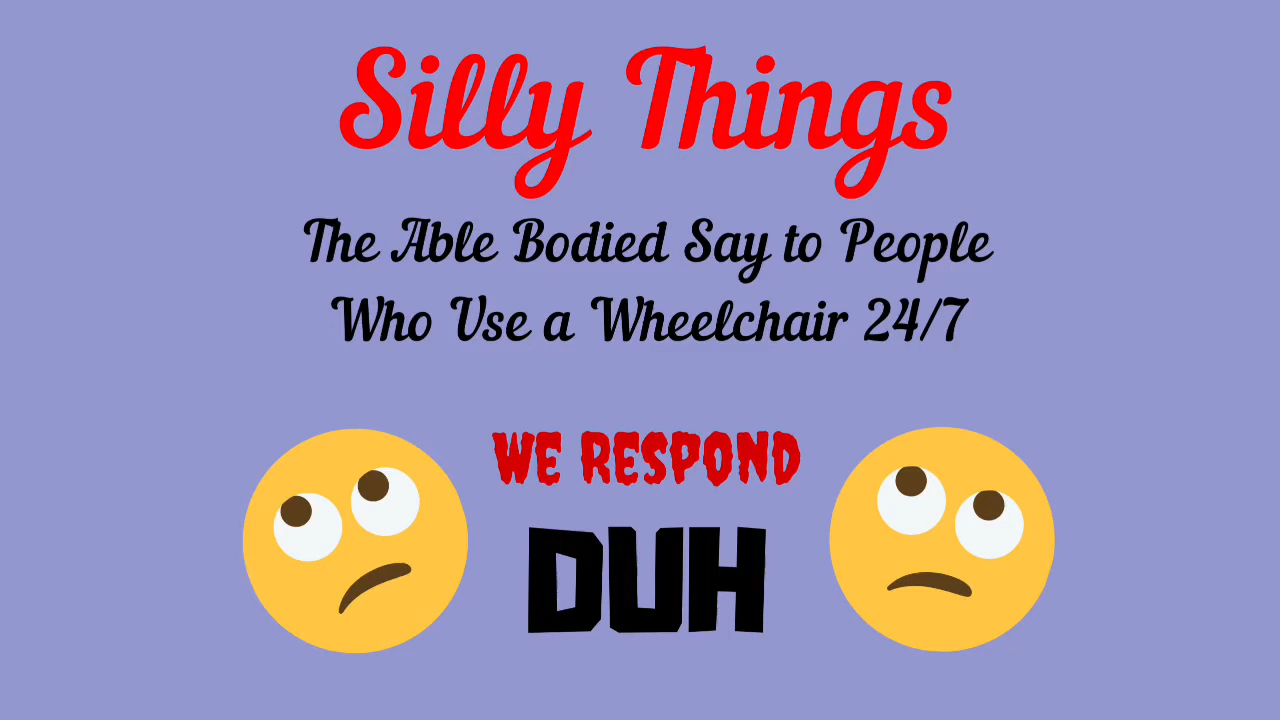 Silly Things
The Able Bodied Say to People
Who Use a Wheelchair 24/7
WE RESPOND
DUH